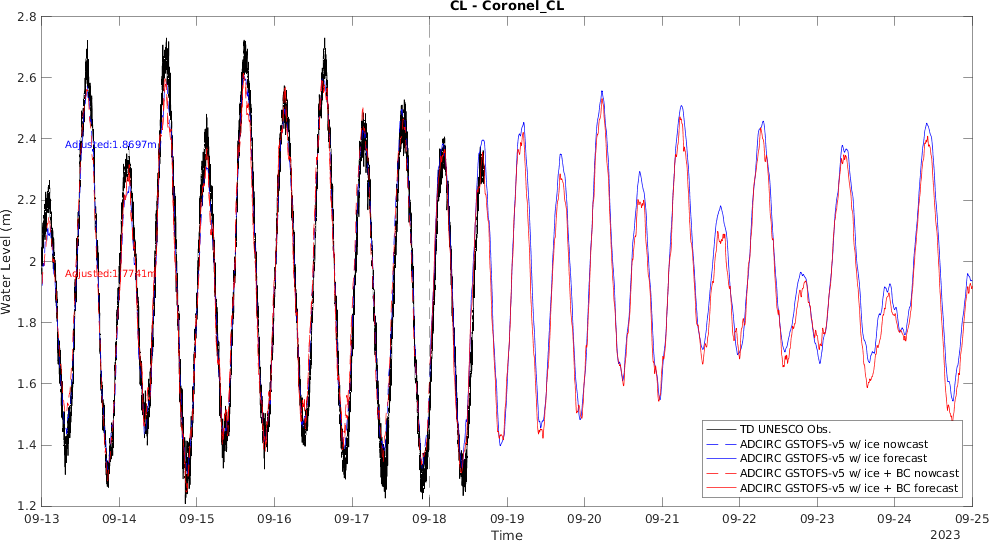 CL - Coronel_CL
2.8
2.6
2.4
2.2
2
1.8
1.6
1.4
1.2
Water Level (m)
Adjusted:1.8697m
Adjusted:1.7741m
TD UNESCO Obs.
ADCIRC GSTOFS-v5 w/ ice nowcast
ADCIRC GSTOFS-v5 w/ ice forecast
ADCIRC GSTOFS-v5 w/ ice + BC nowcast
ADCIRC GSTOFS-v5 w/ ice + BC forecast
09-13 09-14 09-15 09-16 09-17 09-18 09-19 09-20 09-21 09-22 09-23 09-24 09-25
Time
2023